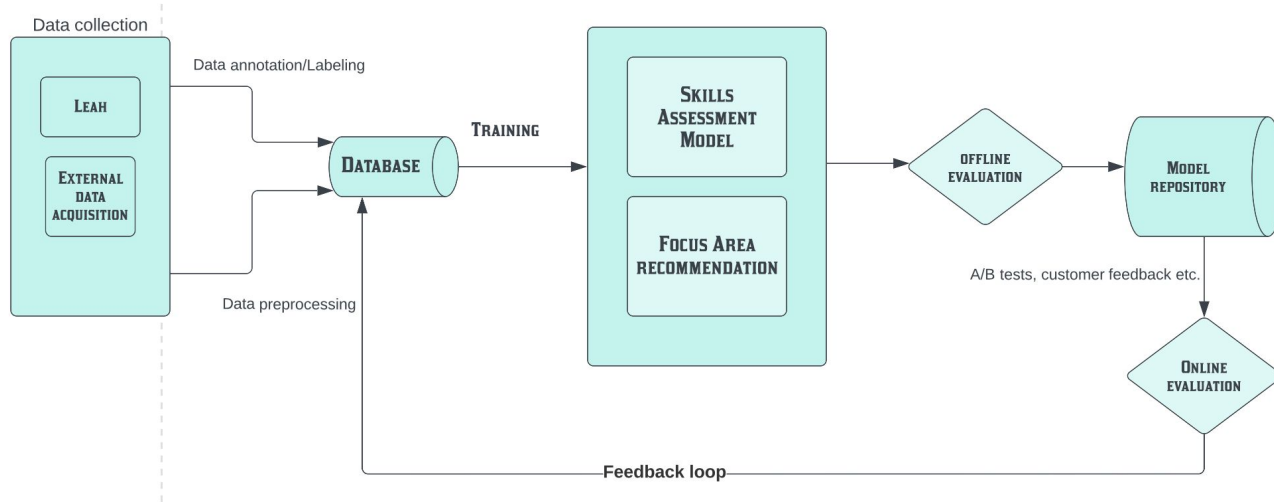 Data collection
Data annotation/Labeling
Leah
External
data
acquisition
Database
Training
Skills
Assessment
Model
Focus Area
recommendation
offline
evaluation
Model
repository
Data preprocessing
A/B tests, customer feedback etc.
Online
evaluation
Feedback loop